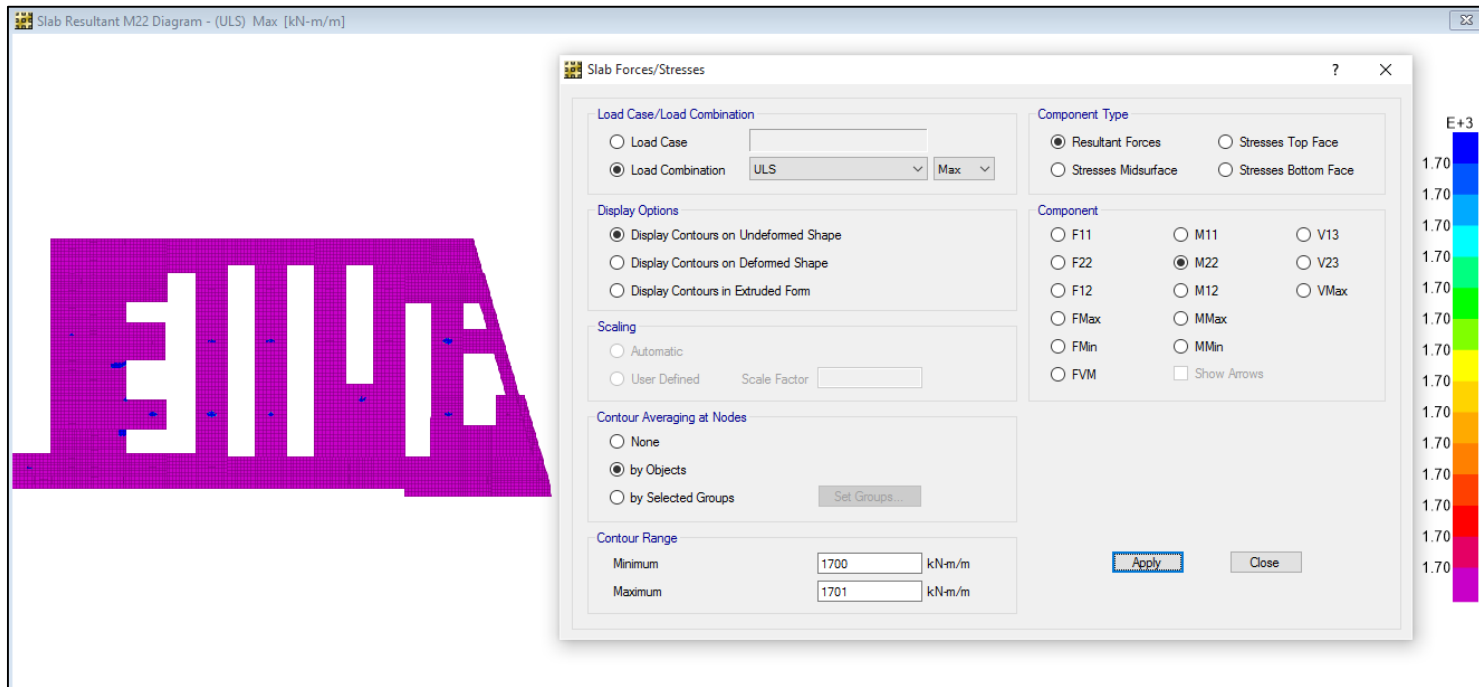 Slab Resultant M22 Diagram - (ULS) Max [kN-m/m]
Slab Forces/Stresses
?
Load Case/Load Combination
Load Case
Load Combination ULS Max
Component Type
Resultant Forces Stresses Top Face
Stresses Midsurface Stresses Bottom Face
Display Options
Display Contours on Undeformed Shape
Display Contours on Deformed Shape
Display Contours in Extruded Form
Component
F11 M11 V13
F22 M22 V23
F12 M12 VMax
FMax MMax
FMin MMin
FVM Show Arrows
Scaling
Automatic
User Defined Scale Factor
Contour Averaging at Nodes
None
by Objects
by Selected Groups Set Groups...
Contour Range
Minimum 1700 kN-m/m
Maximum 1701 kN-m/m
Apply Close
E+3
1.70
1.70
1.70
1.70
1.70
1.70
1.70
1.70
1.70
1.70
1.70
1.70
1.70
1.70